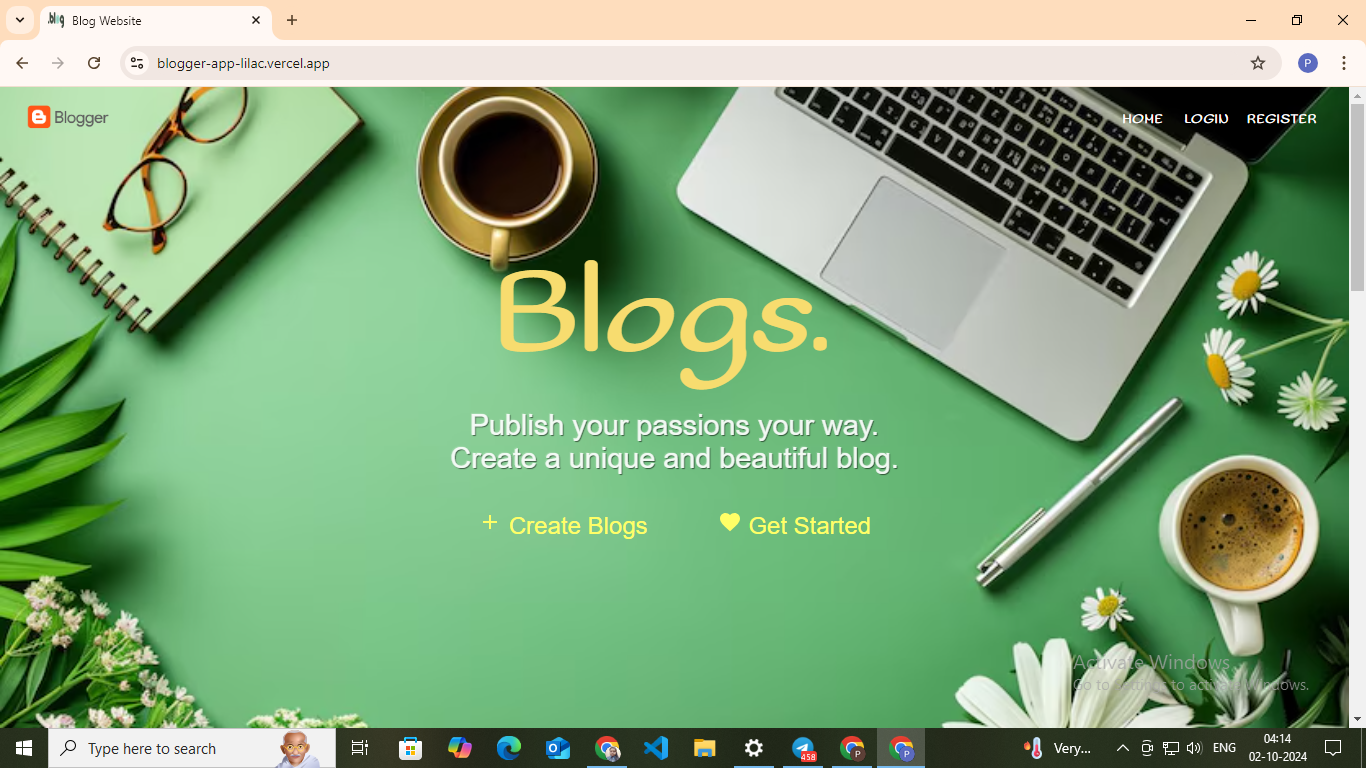 .blog Blog Website
blogger-app-lilac.vercel.app
P
Blogger
HOME LOGIN REGISTER
Blogs.
Publish your passions your way.
Create a unique and beautiful blog.
+ Create Blogs
Get Started
Activate Windows
Go to Settings to activate Windows.
Type here to search
458
P
P
Very...
ENG
04:14
02-10-2024